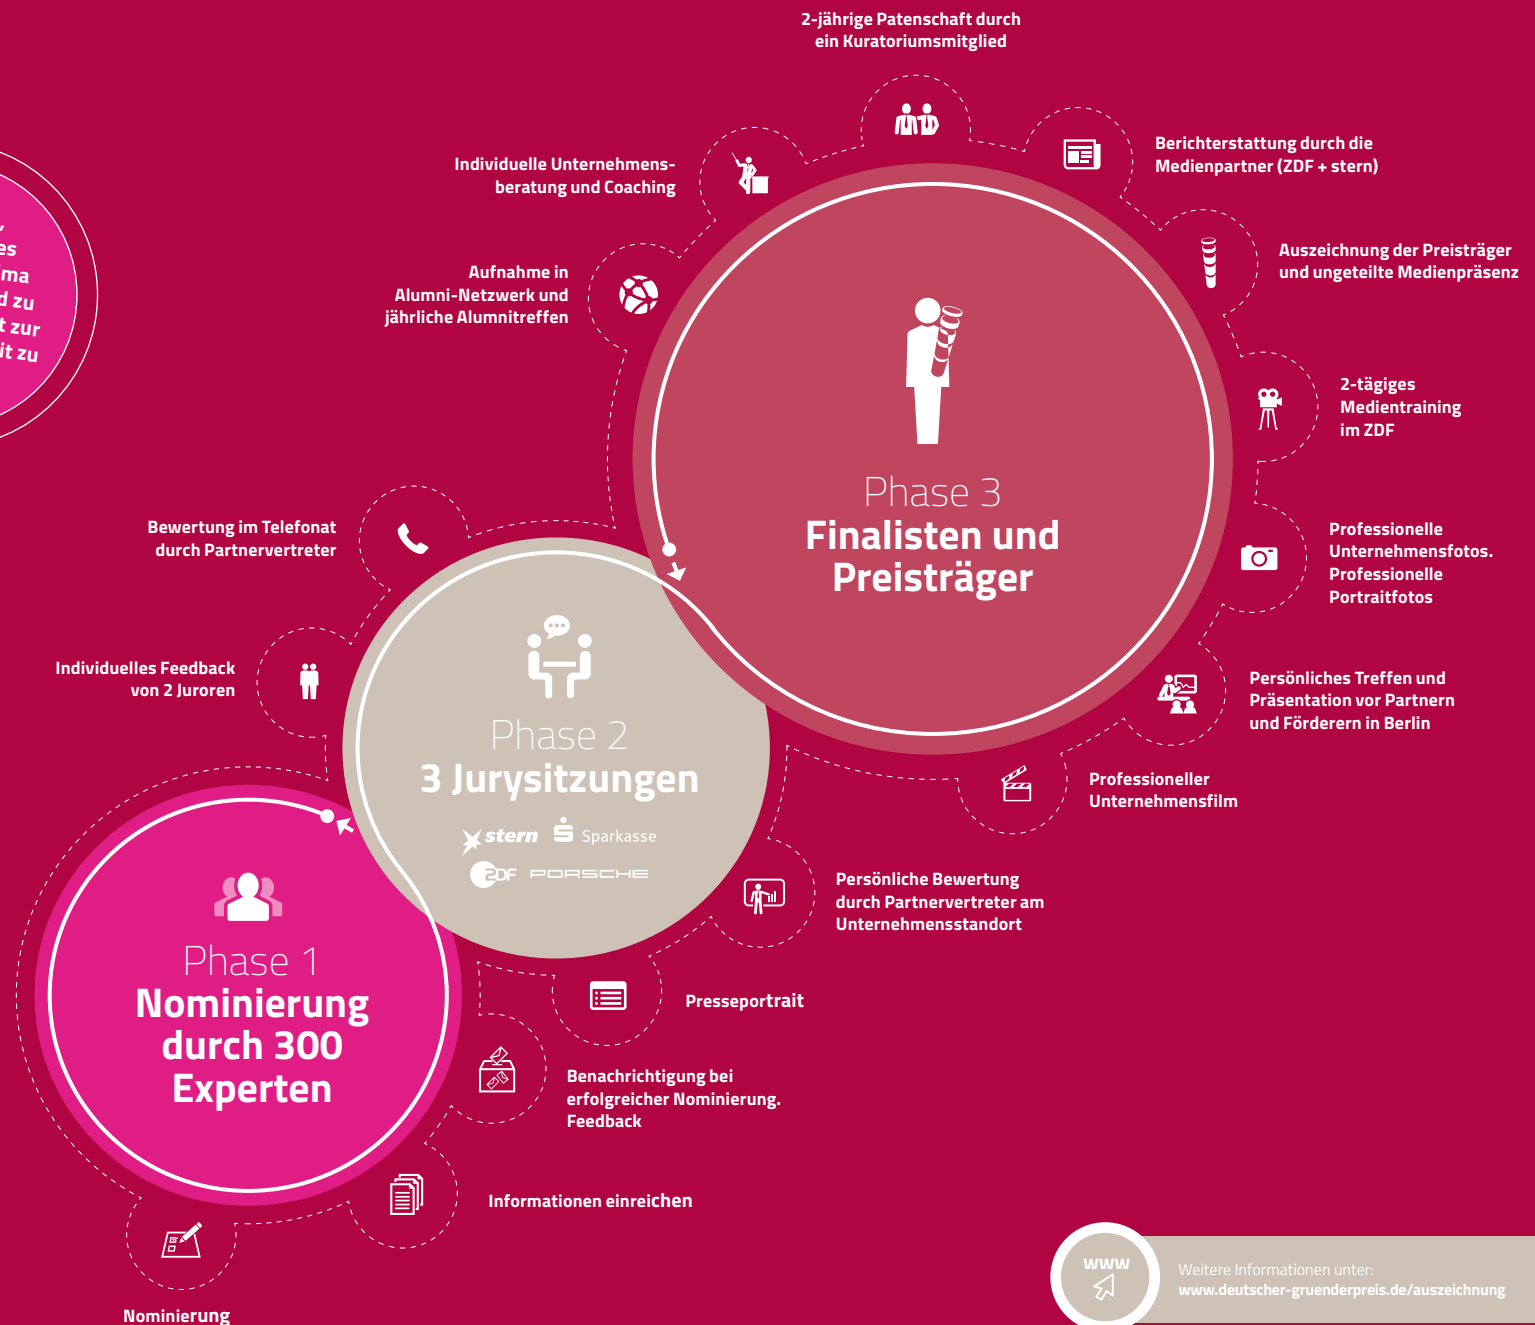 2-jährige Patenschaft durch
ein Kuratoriumsmitglied
Individuelle Unternehmens-
beratung und Coaching
Berichterstattung durch die
Medienpartner (ZDF + stern)
Aufnahme in
Alumni-Netzwerk und
jährliche Alumnitreffen
Auszeichnung der Preisträger
und ungeteilte Medienpräsenz
2-tägiges
Medientraining
im ZDF
Phase 3
Finalisten und
Preisträger
Professionelle
Unternehmensfotos.
Professionelle
Portraitfotos
Persönliches Treffen und
Präsentation vor Partnern
und Förderern in Berlin
Professioneller
Unternehmensfilm
Bewertung im Telefonat
durch Partnervertreter
Individuelles Feedback
von 2 Juroren
Phase 2
3 Jurysitzungen
stern Sparkasse
ZDF PORSCHE
Persönliche Bewertung
durch Partnervertreter am
Unternehmensstandort
Presseportrait
Phase 1
Nominierung
durch 300
Experten
Benachrichtigung bei
erfolgreicher Nominierung.
Feedback
Informationen einreichen
Nominierung
www
Weitere Informationen unter:
www.deutscher-gruenderpreis.de/auszeichnung
zu
zur
zu